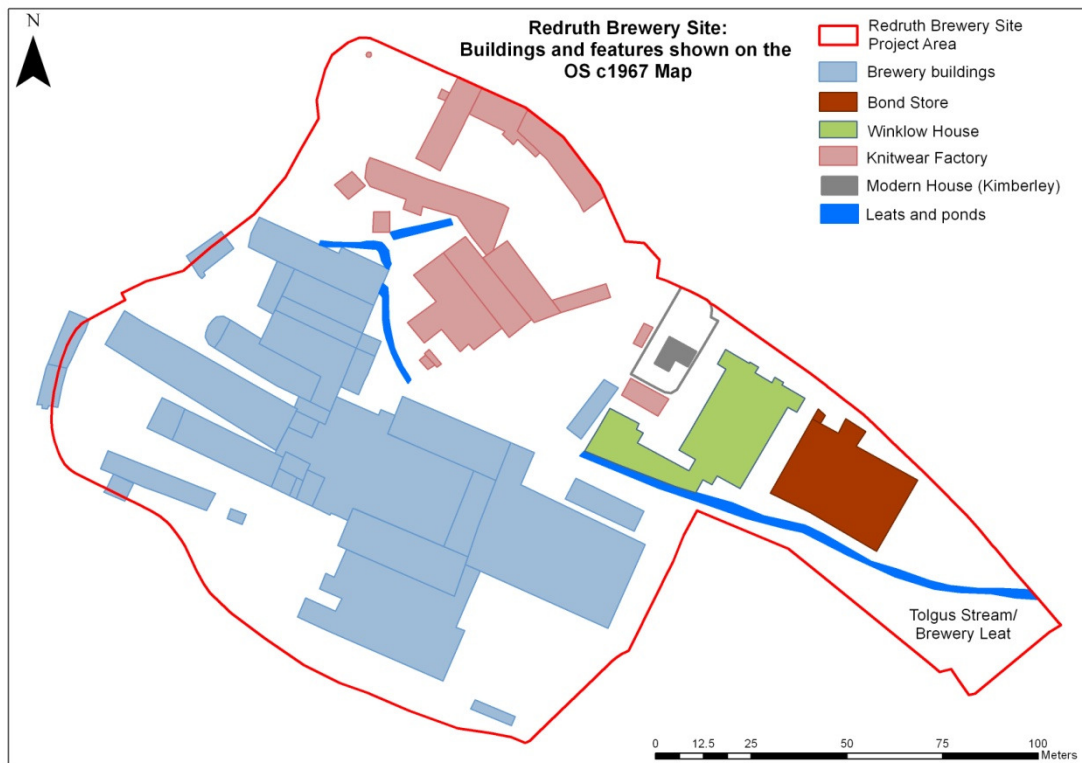 N
Redruth Brewery Site:
Buildings and features shown on the
OS c1967 Map
Redruth Brewery Site
Project Area
Brewery buildings
Bond Store
Winklow House
Knitwear Factory
Modern House (Kimberley)
Leats and ponds
Tolgus Stream/
Brewery Leat
0 12.5 25 50 75 100
Meters